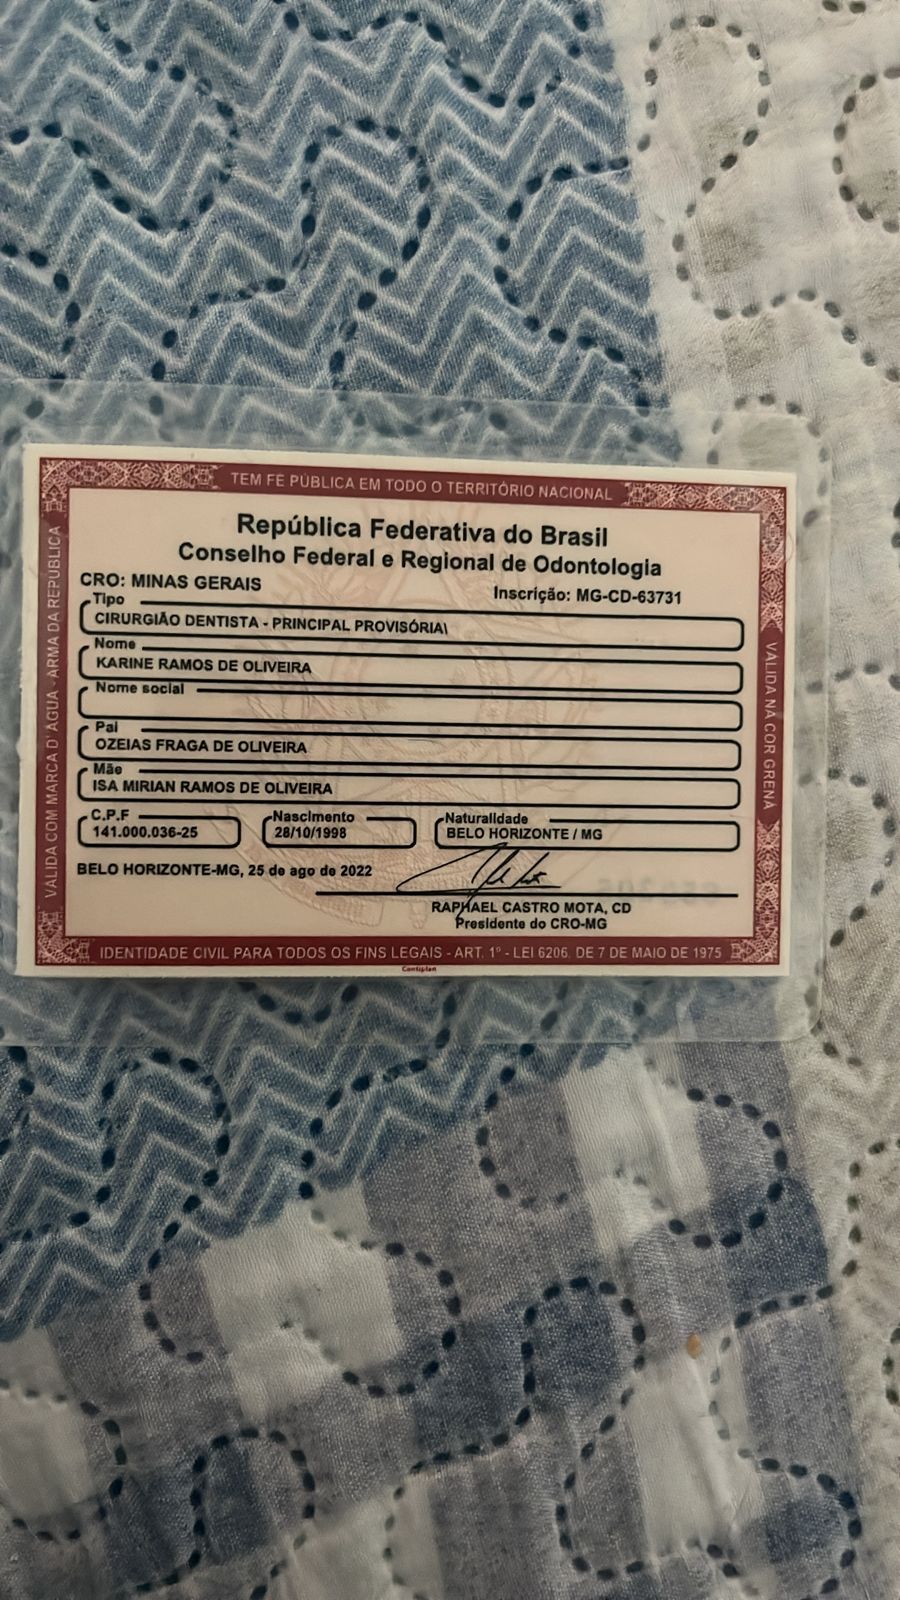 TEM FÉ PÚBLICA EM TODO O TERRITÓRIO NACIONAL
VÁLIDA COM MARCA D'ÁGUA - ARMA DA REPÚBLICA
República Federativa do Brasil
Conselho Federal e Regional de Odontologia
CRO: MINAS GERAIS
Inscrição: MG-CD-63731
Tipo
CIRURGIÃO DENTISTA - PRINCIPAL PROVISÓRIA\
Nome
KARINE RAMOS DE OLIVEIRA
Nome social
Pai
OZEIAS FRAGA DE OLIVEIRA
Mãe
ISA MIRIAN RAMOS DE OLIVEIRA
C.P.F Nascimento Naturalidade
141.000.036-25 28/10/1998 BELO HORIZONTE / MG
BELO HORIZONTE-MG, 25 de ago de 2022
RAPHAEL CASTRO MOTA, CD
Presidente do CRO-MG
VÁLIDA NA COR GRENÁ
IDENTIDADE CIVIL PARA TODOS OS FINS LEGAIS - ART. 1º - LEI 6206, DE 7 DE MAIO DE 1975
Contiplan